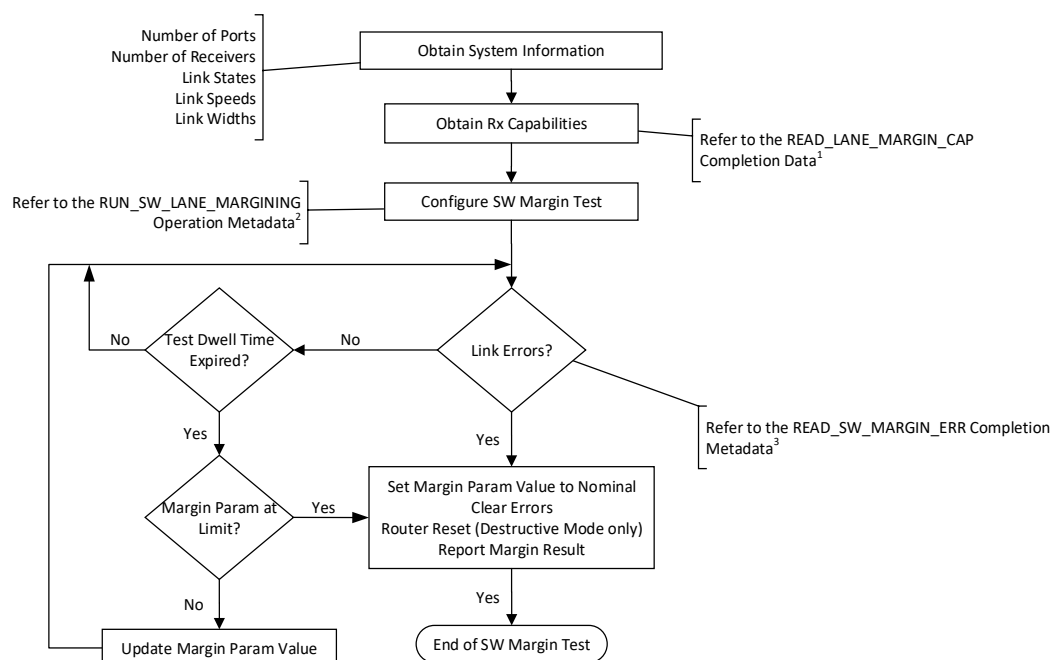 Number of Ports
Number of Receivers
Link States
Link Speeds
Link Widths
Obtain System Information
Obtain Rx Capabilities
Refer to the READ_LANE_MARGIN_CAP
Completion Data1
Refer to the RUN_SW_LANE_MARGINING
Operation Metadata2
Configure SW Margin Test
No
Test Dwell Time
Expired?
No
Link Errors?
Refer to the READ_SW_MARGIN_ERR Completion
Metadata3
Yes
Yes
Margin Param at
Limit?
Yes
Set Margin Param Value to Nominal
Clear Errors
Router Reset (Destructive Mode only)
Report Margin Result
No
Yes
Update Margin Param Value
End of SW Margin Test